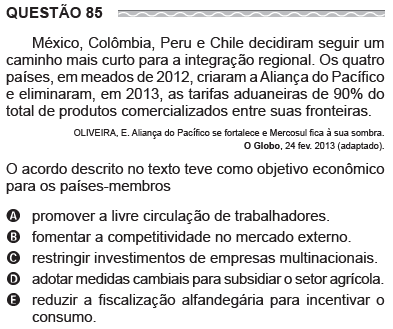 QUESTÃO 85
México, Colômbia, Peru e Chile decidiram seguir um
caminho mais curto para a integração regional. Os quatro
países, em meados de 2012, criaram a Aliança do Pacífico
e eliminaram, em 2013, as tarifas aduaneiras de 90% do
total de produtos comercializados entre suas fronteiras.
OLIVEIRA, E. Aliança do Pacífico se fortalece e Mercosul fica à sua sombra.
O Globo, 24 fev. 2013 (adaptado).
O acordo descrito no texto teve como objetivo econômico
para os países-membros
A promover a livre circulação de trabalhadores.
B fomentar a competitividade no mercado externo.
C restringir investimentos de empresas multinacionais.
D adotar medidas cambiais para subsidiar o setor agrícola.
E reduzir a fiscalização alfandegária para incentivar o
consumo.